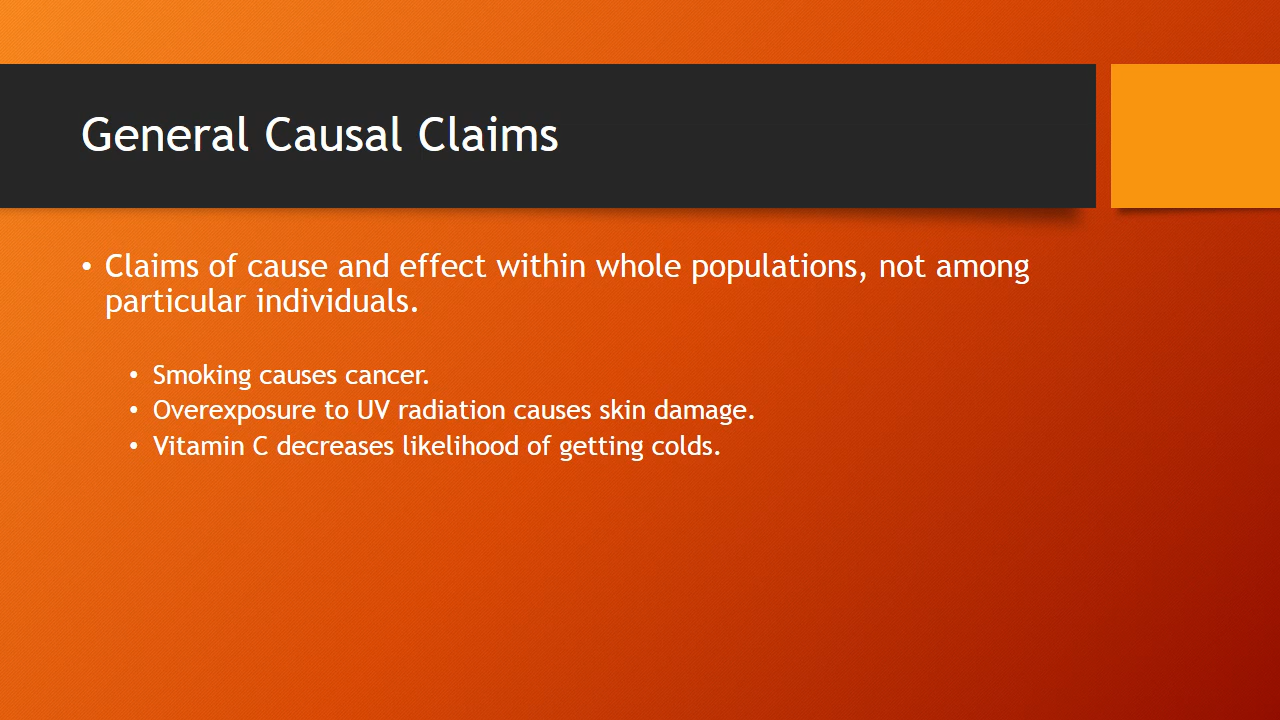 General Causal Claims
• Claims of cause and effect within whole populations, not among
particular individuals.
• Smoking causes cancer.
• Overexposure to UV radiation causes skin damage.
• Vitamin C decreases likelihood of getting colds.